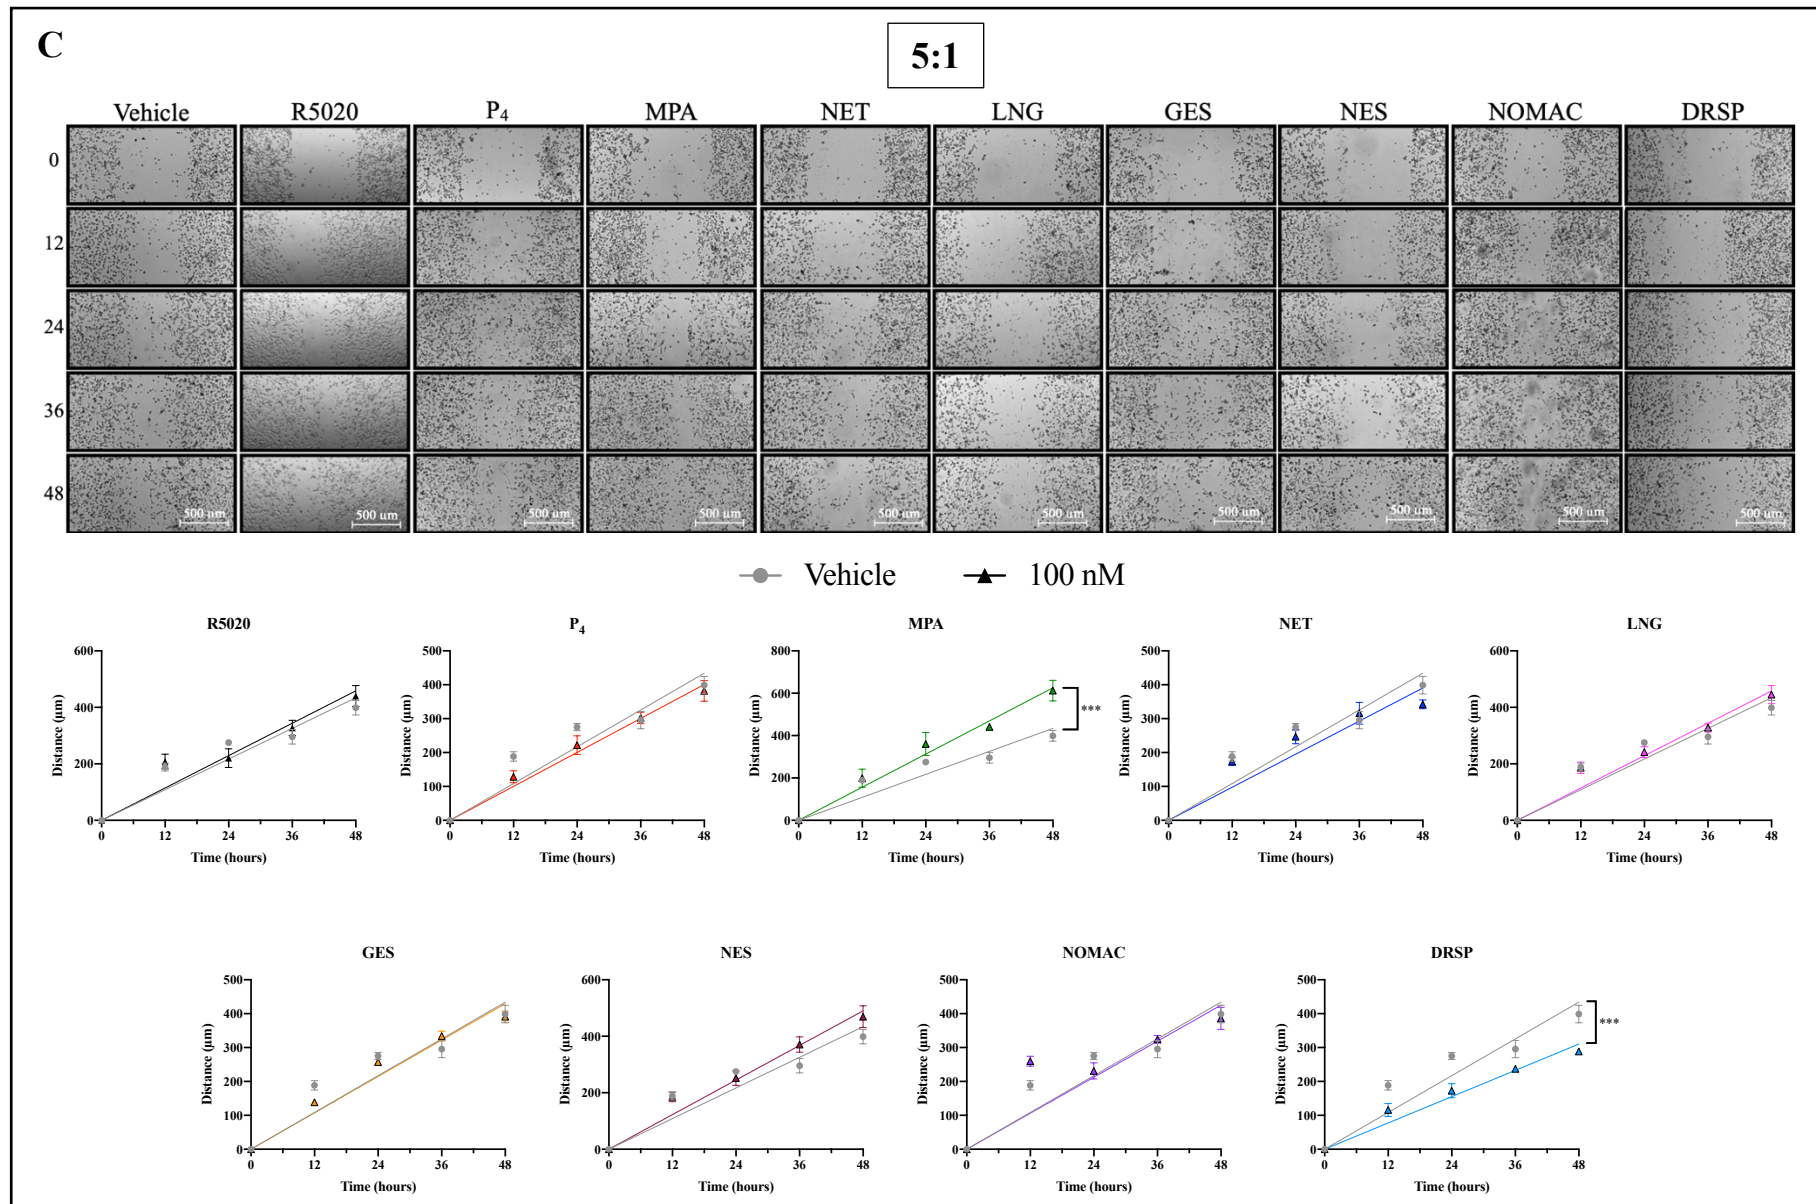 C
5:1
Vehicle R5020 P4 MPA NET LNG GES NES NOMAC DRSP
0
12
24
36
48
500 um 500 um 500 um 500 um 500 um 500 um 500 um 500 um 500 um 500 um
Vehicle 100 nM
R5020
600
400
200
0
Distance (µm)
0 12 24 36 48
Time (hours)
P4
500
400
300
200
100
0
Distance (µm)
0 12 24 36 48
Time (hours)
MPA
800
600
400
200
0
Distance (µm)
***
0 12 24 36 48
Time (hours)
NET
500
400
300
200
100
0
Distance (µm)
0 12 24 36 48
Time (hours)
LNG
600
400
200
0
Distance (µm)
0 12 24 36 48
Time (hours)
GES
500
400
300
200
100
0
Distance (µm)
0 12 24 36 48
Time (hours)
NES
600
400
200
0
Distance (µm)
0 12 24 36 48
Time (hours)
NOMAC
500
400
300
200
100
0
Distance (µm)
0 12 24 36 48
Time (hours)
DRSP
500
400
300
200
100
0
Distance (µm)
***
0 12 24 36 48
Time (hours)